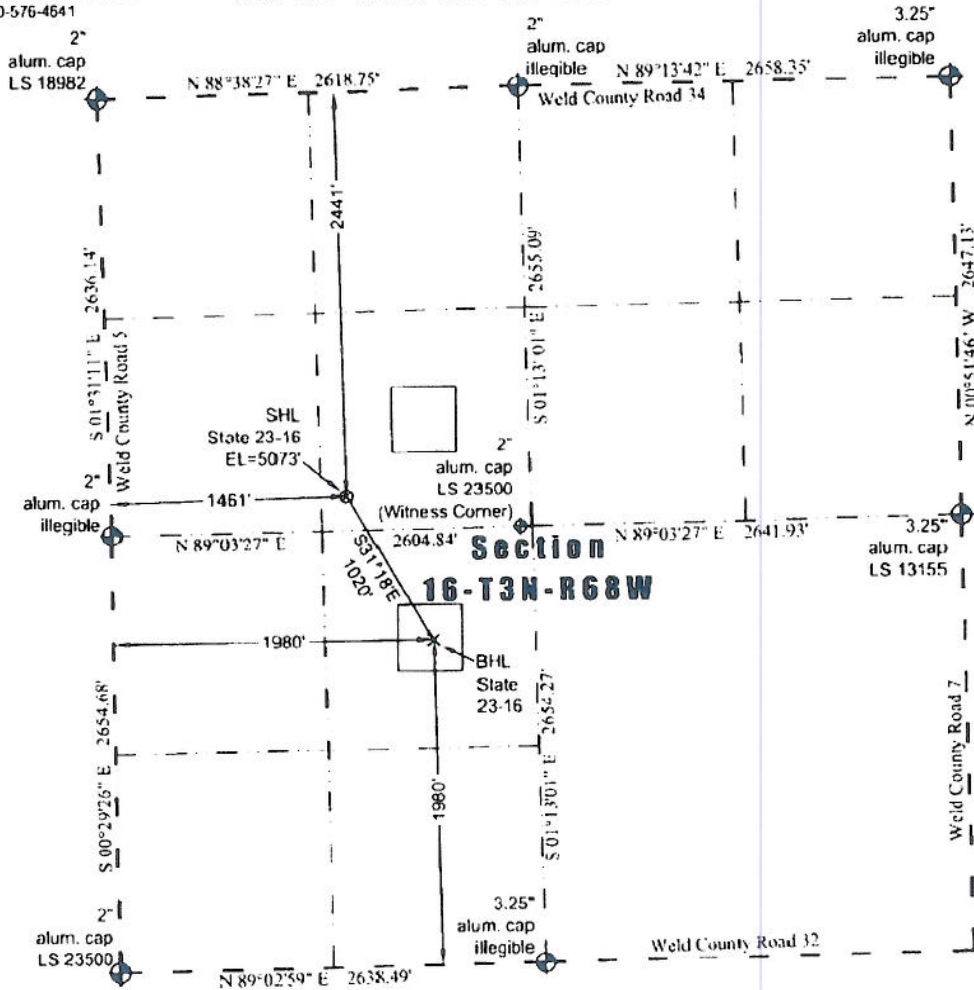 0-576-4641
2"
alum. cap
LS 18982
N 88°38'27" E 2618.75'
2"
alum. cap
illegible
N 89°13'42" E 2658.35'
3.25"
alum. cap
illegible
Weld County Road 34
2441'
S 01°31'11" E 2636.14'
Weld County Road 5
S 01°13'01" E 2655.09'
N 00°51'46" W 2647.13'
SHL
State 23-16
EL=5073'
2"
alum. cap
illegible
1461'
2"
alum. cap
LS 23500
(Witness Corner)
N 89°03'27" E 2604.84'
N 89°03'27" E 2641.93'
3.25"
alum. cap
LS 13155
Section
16-T3N-R68W
S31°18'E
1020'
1980'
BHL
State
23-16
S 00°29'26" E 2654.68'
1980'
S 01°13'01" E 2654.27'
Weld County Road 7
2"
alum. cap
LS 23500
3.25"
alum. cap
illegible
Weld County Road 32
N 89°02'59" E 2638.49'